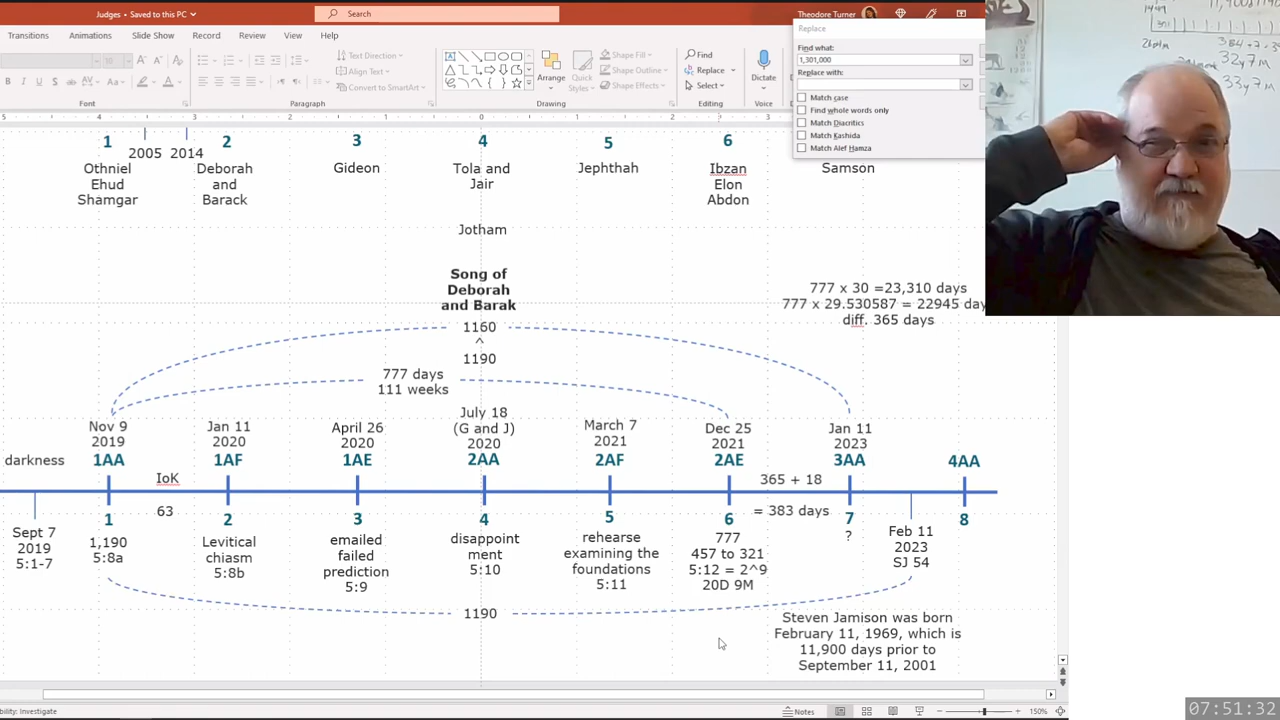 Judges • Saved to this PC
Search
Theodore Turner
Transitions Animations Slide Show Record Review View Help
Text Direction
Align Text
Convert to SmartArt
Arrange
Quick
Styles
Shape Fill
Shape Outline
Shape Effects
Find
Replace
Select
Dictate
Font Paragraph Drawing Editing Voice
Replace
Find what:
1,301,000
Replace with:
Match case
Find whole words only
Match Diacritics
Match Kashida
Match Alef Hamza
1 2 3 4 5 6
2005 2014
Othniel
Ehud
Shamgar
Deborah
and
Barack
Gideon
Tola and
Jair
Jephthah
Ibzan
Elon
Abdon
Samson
Jotham
Song of
Deborah
and Barak
1160
^
1190
777 days
111 weeks
777 x 30 =23,310 days
777 x 29.530587 = 22945 day
diff. 365 days
Nov 9
2019
1AA
Jan 11
2020
1AF
April 26
2020
1AE
July 18
(G and J)
2020
2AA
March 7
2021
2AF
Dec 25
2021
2AE
Jan 11
2023
3AA
4AA
darkness
IoK
63
365 + 18
= 383 days
Sept 7
2019
5:1-7
1
1,190
5:8a
2
Levitical
chiasm
5:8b
3
emailed
failed
prediction
5:9
4
disappoint
ment
5:10
5
rehearse
examining the
foundations
5:11
6
777
457 to 321
5:12 = 2^9
20D 9M
7
?
Feb 11
2023
SJ 54
8
1190
Steven Jamison was born
February 11, 1969, which is
11,900 days prior to
September 11, 2001
bility: Investigate
Notes
150%
07:51:32